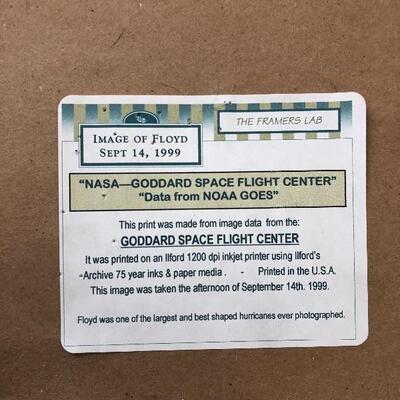 THE FRAMERS LAB
IMAGE OF FLOYD
SEPT 14, 1999
"NASA—GODDARD SPACE FLIGHT CENTER"
"Data from NOAA GOES"
This print was made from image data from the:
GODDARD SPACE FLIGHT CENTER
It was printed on an Ilford 1200 dpi inkjet printer using Ilford's
Archive 75 year inks & paper media . - Printed in the U.S.A.
This image was taken the afternoon of September 14th. 1999.
Floyd was one of the largest and best shaped hurricanes ever photographed.